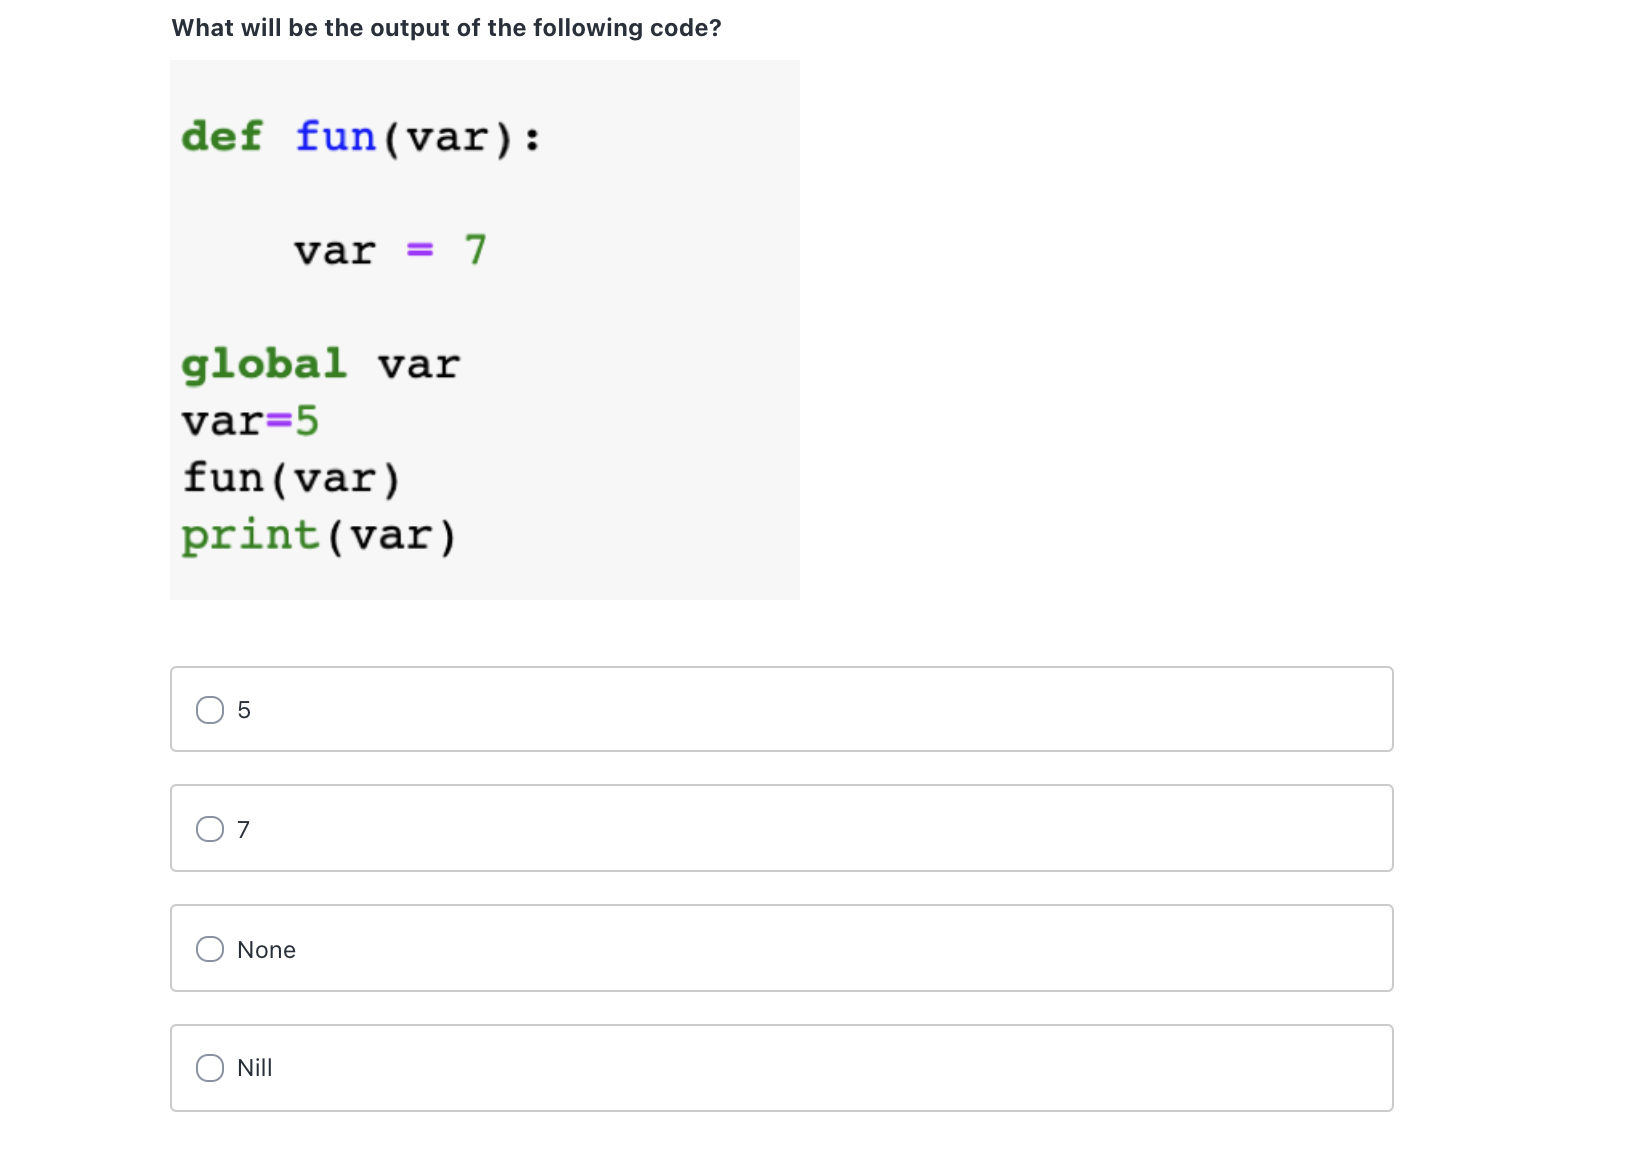 What will be the output of the following code?
def fun(var):
    var = 7
global var
var=5
fun(var)
print(var)
5
7
None
Nill